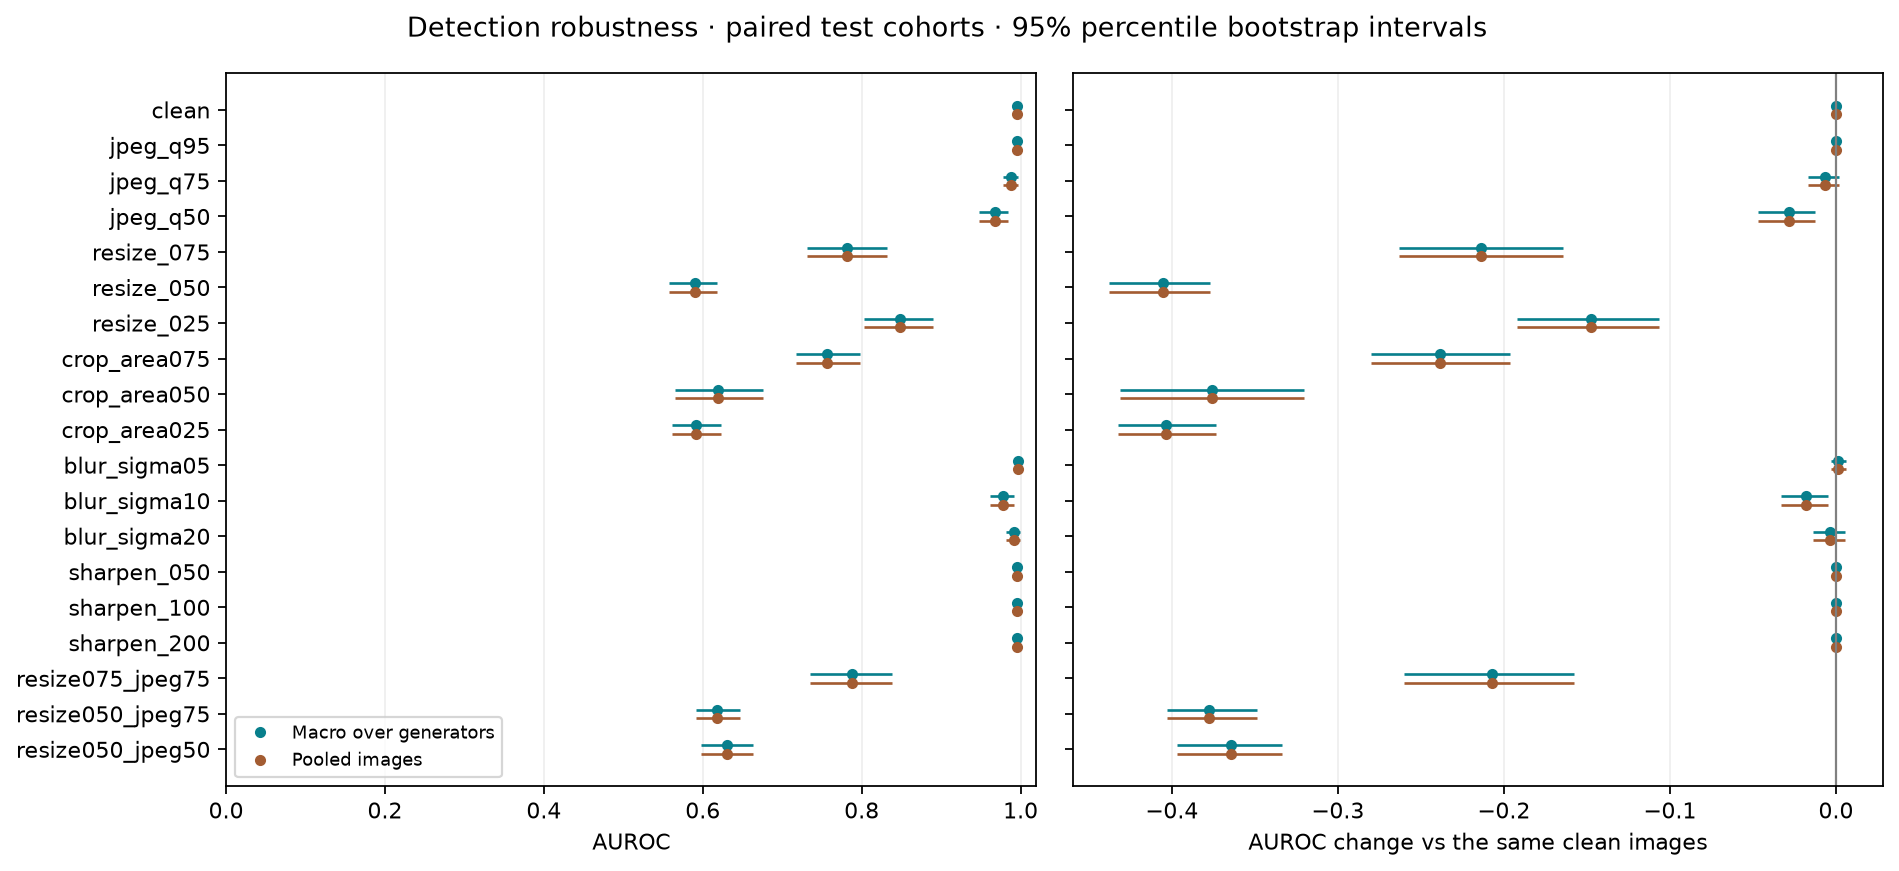 Detection robustness · paired test cohorts · 95% percentile bootstrap intervals
clean
jpeg_q95
jpeg_q75
jpeg_q50
resize_075
resize_050
resize_025
crop_area075
crop_area050
crop_area025
blur_sigma05
blur_sigma10
blur_sigma20
sharpen_050
sharpen_100
sharpen_200
resize075_jpeg75
resize050_jpeg75
resize050_jpeg50
Macro over generators
Pooled images
0.0 0.2 0.4 0.6 0.8 1.0
AUROC
−0.4 −0.3 −0.2 −0.1 0.0
AUROC change vs the same clean images